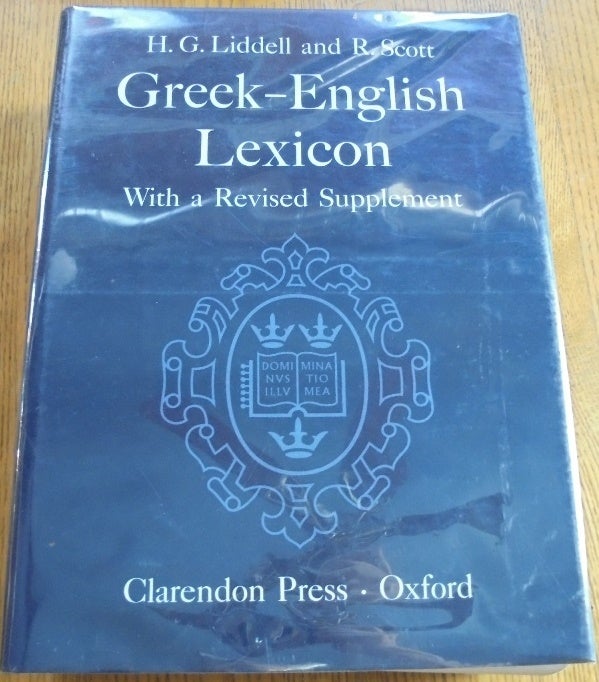 H. G. Liddell and R. Scott
Greek–English
Lexicon
With a Revised Supplement
DOMI MINA
NVS TIO
ILLV MEA
Clarendon Press · Oxford